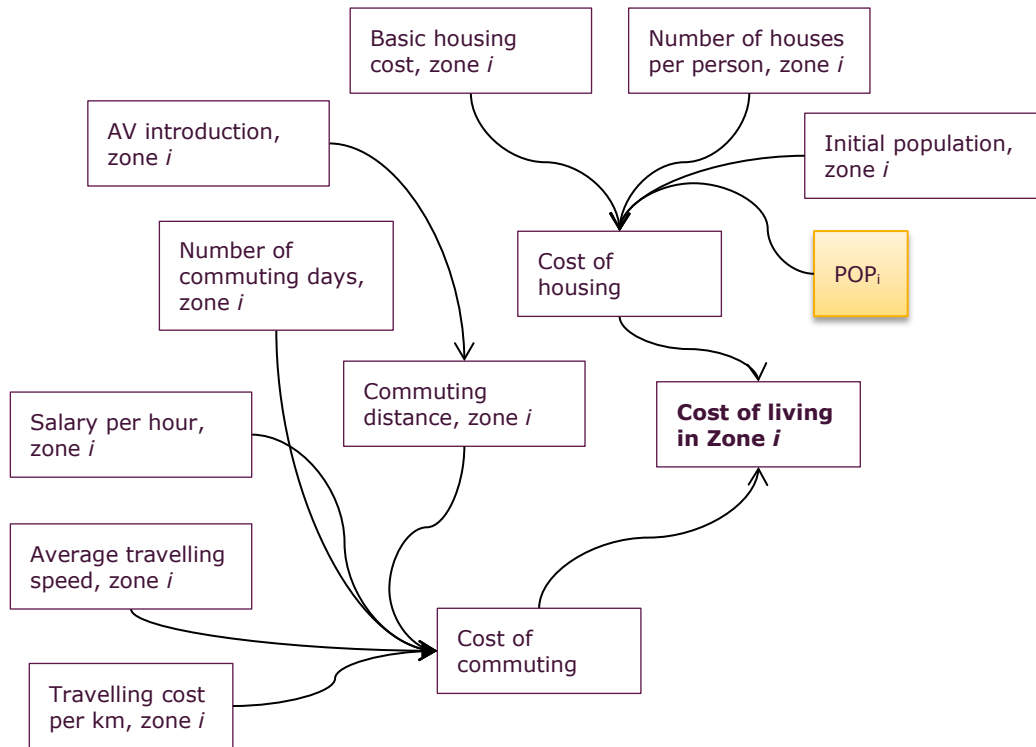 Basic housing
cost, zone i
Number of houses
per person, zone i
AV introduction,
zone i
Initial population,
zone i
Number of
commuting days,
zone i
Cost of
housing
POPi
Salary per hour,
zone i
Commuting
distance, zone i
Cost of living
in Zone i
Average travelling
speed, zone i
Cost of
commuting
Travelling cost
per km, zone i